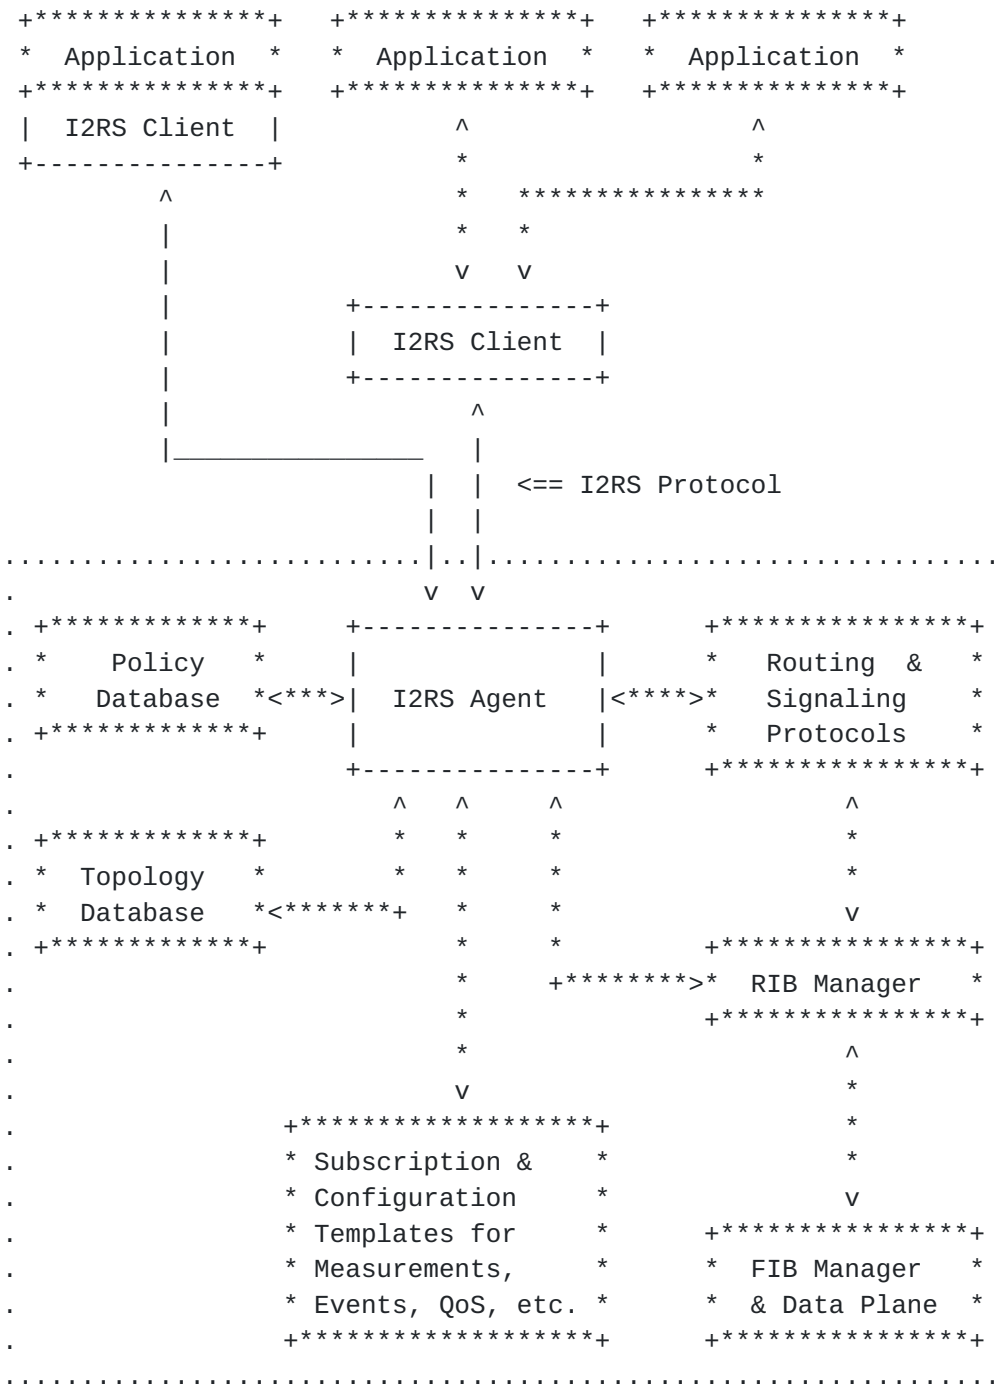 +***************+   +***************+   +***************+
*  Application  *   *  Application  *   *  Application  *
+***************+   +***************+   +***************+
|  I2RS Client  |           ^                  ^
+---------------+           *                  *
         ^                  *   ****************
         |                  *   *
         |                  v   v
         |           +---------------+
         |           |  I2RS Client  |
         |           +---------------+
         |                   ^
         |________________   |
                          |  |  <== I2RS Protocol
                          |  |
...........................|..|.................................
.                          v  v
. +*************+     +---------------+      +****************+
. *    Policy   *     |               |      *   Routing  &   *
. *   Database  *<***>|  I2RS Agent   |<****>*   Signaling    *
. +*************+     |               |      *   Protocols    *
.                     +---------------+      +****************+
.                        ^   ^     ^                  ^
. +*************+        *   *     *                  *
. *  Topology   *        *   *     *                  *
. *  Database   *<*******+   *     *                  v
. +*************+            *     *         +****************+
.                            *     +********>*  RIB Manager   *
.                            *               +****************+
.                            *                        ^
.                            v                        *
.                 +*******************+               *
.                 * Subscription &    *               *
.                 * Configuration     *               v
.                 * Templates for     *      +****************+
.                 * Measurements,     *      *  FIB Manager   *
.                 * Events, QoS, etc. *      *  & Data Plane  *
.                 +*******************+      +****************+
................................................................